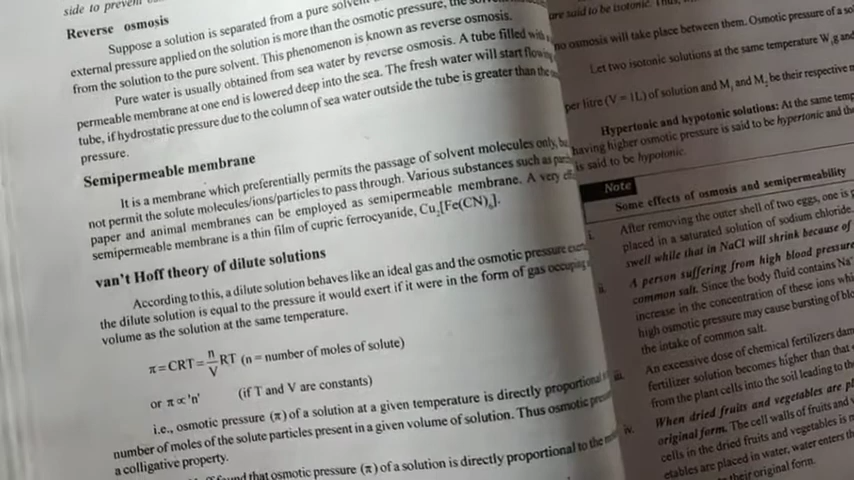 side to prevent
Reverse osmosis
Suppose a solution is separated from a pure solvent
external pressure applied on the solution is more than the osmotic pressure, the
from the solution to the pure solvent. This phenomenon is known as reverse osmosis.
Pure water is usually obtained from sea water by reverse osmosis. A tube filled with
permeable membrane at one end is lowered deep into the sea. The fresh water will start flowing
tube, if hydrostatic pressure due to the column of sea water outside the tube is greater than the
pressure.
Semipermeable membrane
It is a membrane which preferentially permits the passage of solvent molecules only,
not permit the solute molecules/ions/particles to pass through. Various substances such as
paper and animal membranes can be employed as semipermeable membrane. A very
semipermeable membrane is a thin film of cupric ferrocyanide, Cu₂[Fe(CN)₆].
van't Hoff theory of dilute solutions
According to this, a dilute solution behaves like an ideal gas and the osmotic pressure
the dilute solution is equal to the pressure it would exert if it were in the form of gas occupying
volume as the solution at the same temperature.
π = CRT = n/V RT (n = number of moles of solute)
or π ∝ 'n' (if T and V are constants)
i.e., osmotic pressure (π) of a solution at a given temperature is directly proportional
number of moles of the solute particles present in a given volume of solution. Thus osmotic
a colligative property.
found that osmotic pressure (π) of a solution is directly proportional to the
are said to be isotonic.
no osmosis will take place between them. Osmotic pressure of a
Let two isotonic solutions at the same temperature W₁g and
per litre (V = 1L) of solution and M₁ and M₂ be their respective
Hypertonic and hypotonic solutions: At the same
having higher osmotic pressure is said to be hypertonic and
is said to be hypotonic.
Note
Some effects of osmosis and semipermeability
i. After removing the outer shell of two eggs, one is
placed in a saturated solution of sodium chloride.
swell while that in NaCl will shrink because of
ii. A person suffering from high blood pressure
common salt. Since the body fluid contains Na⁺
increase in the concentration of these ions
high osmotic pressure may cause bursting of
the intake of common salt.
iii. An excessive dose of chemical fertilizers
fertilizer solution becomes higher than that
from the plant cells into the soil leading to the
iv. When dried fruits and vegetables are
original form. The cell walls of fruits and
cells in the dried fruits and vegetables is
etables are placed in water, water enters
their original form.